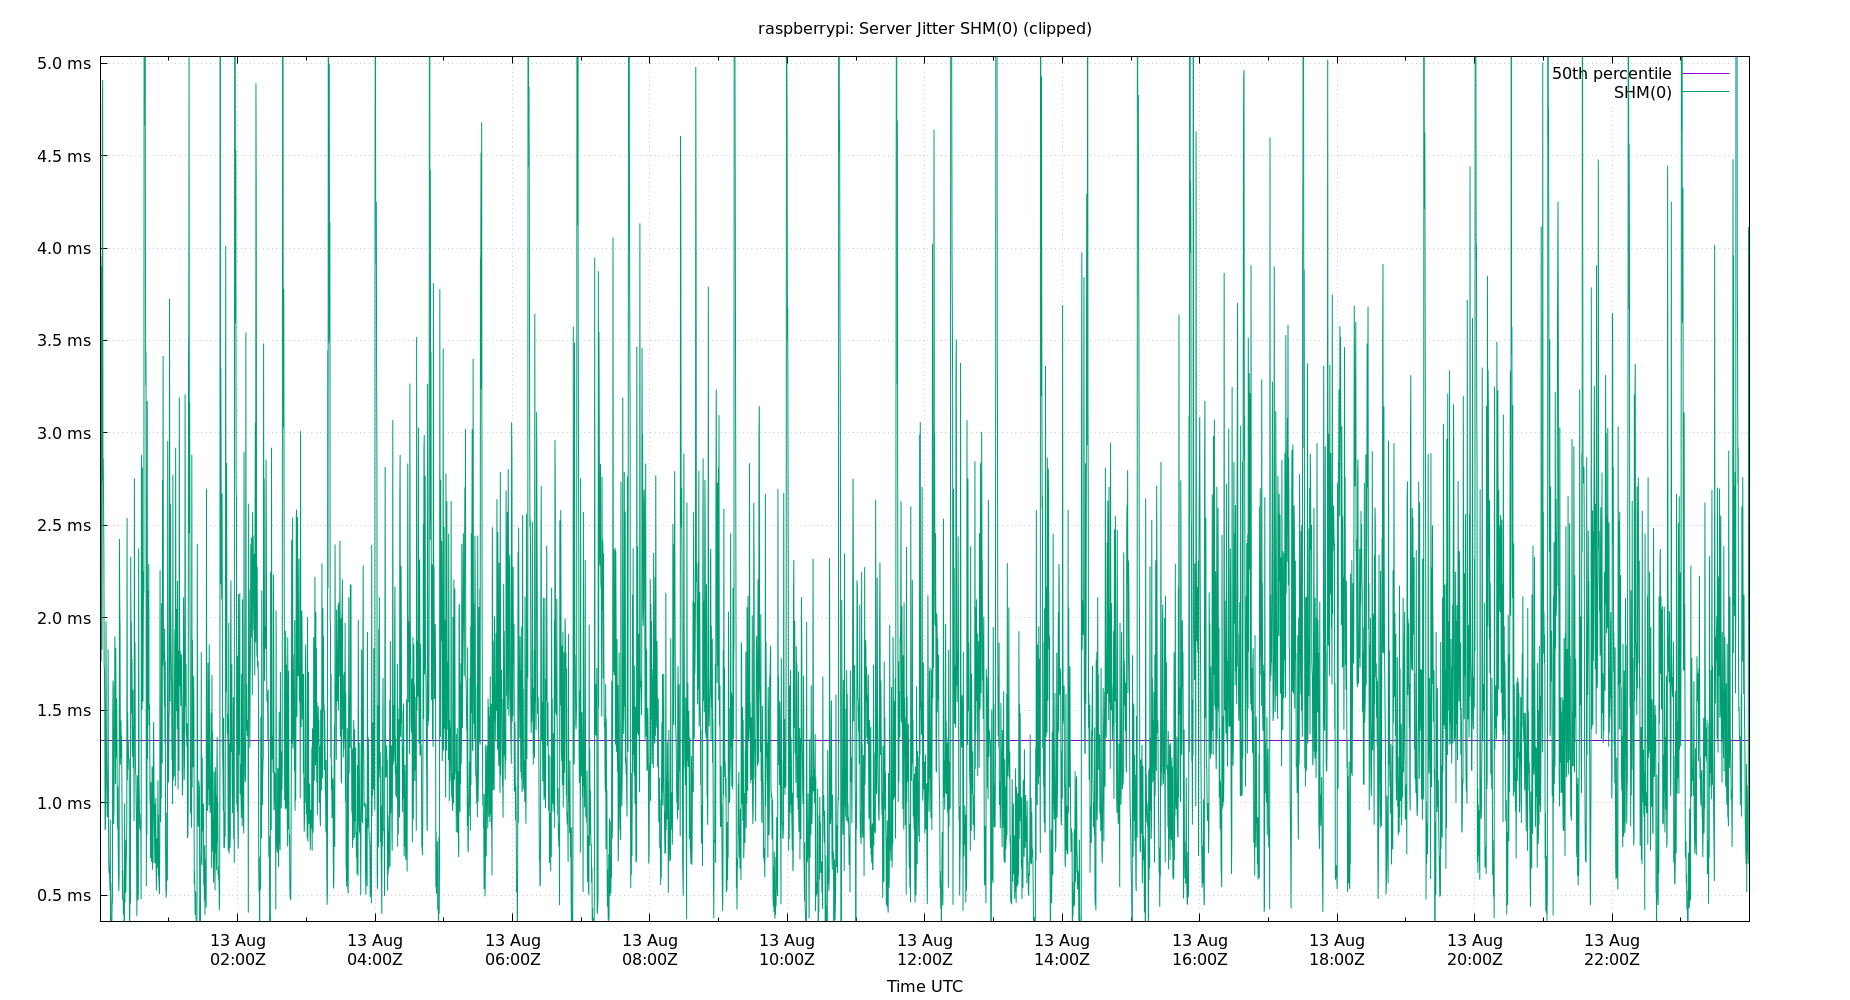 raspberrypi: Server Jitter SHM(0) (clipped)
5.0 ms
4.5 ms
4.0 ms
3.5 ms
3.0 ms
2.5 ms
2.0 ms
1.5 ms
1.0 ms
0.5 ms
50th percentile
SHM(0)
13 Aug 13 Aug 13 Aug 13 Aug 13 Aug 13 Aug 13 Aug 13 Aug 13 Aug 13 Aug 13 Aug
02:00Z 04:00Z 06:00Z 08:00Z 10:00Z 12:00Z 14:00Z 16:00Z 18:00Z 20:00Z 22:00Z
Time UTC